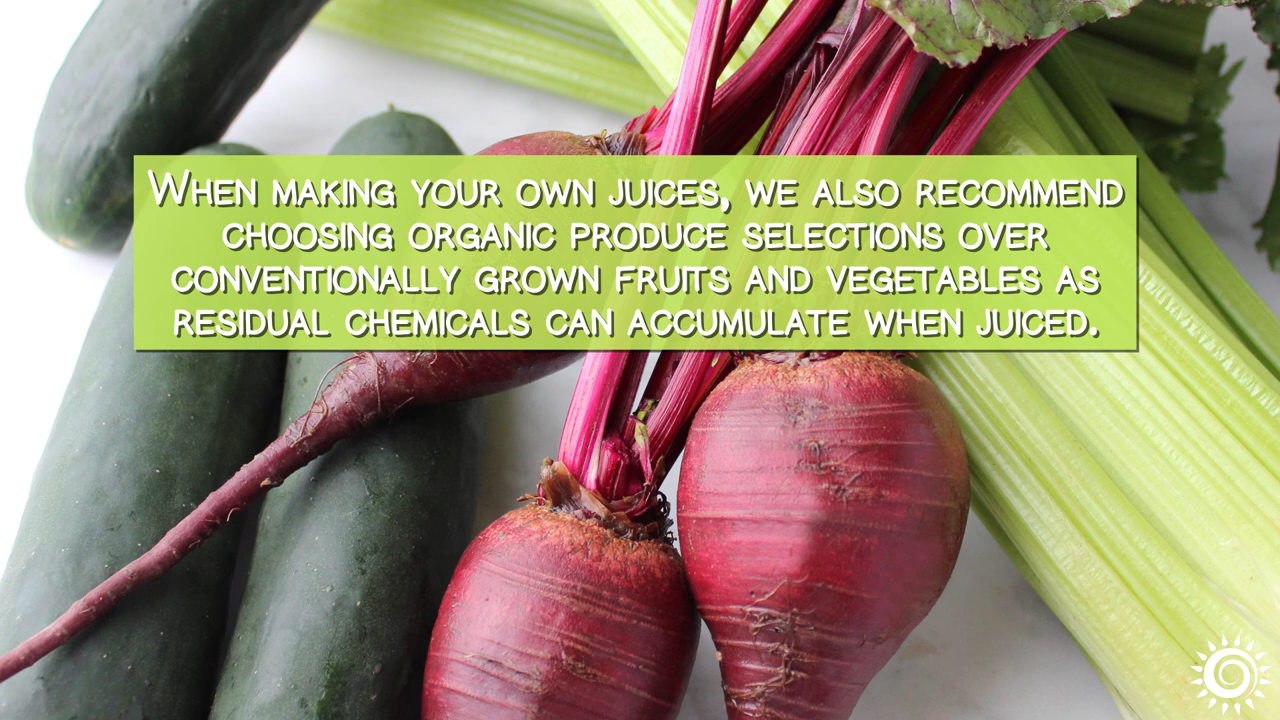 When making your own juices, we also recommend
choosing organic produce selections over
conventionally grown fruits and vegetables as
residual chemicals can accumulate when juiced.